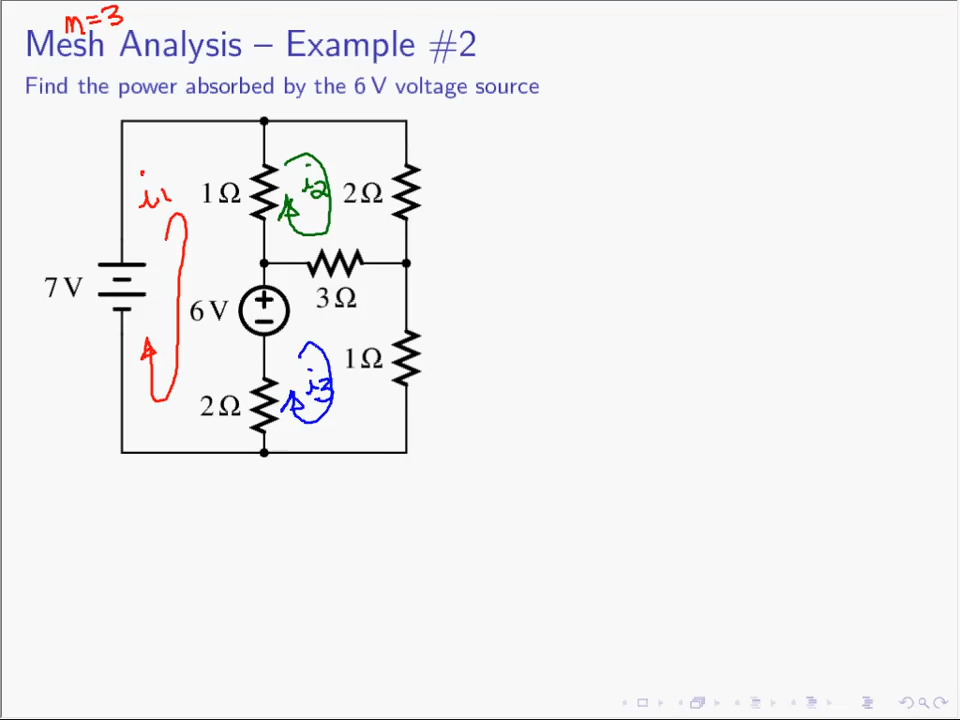 m=3
Mesh Analysis – Example #2
Find the power absorbed by the 6 V voltage source
i1
1Ω
i2
2Ω
7 V
6 V
3Ω
1Ω
2Ω
i3